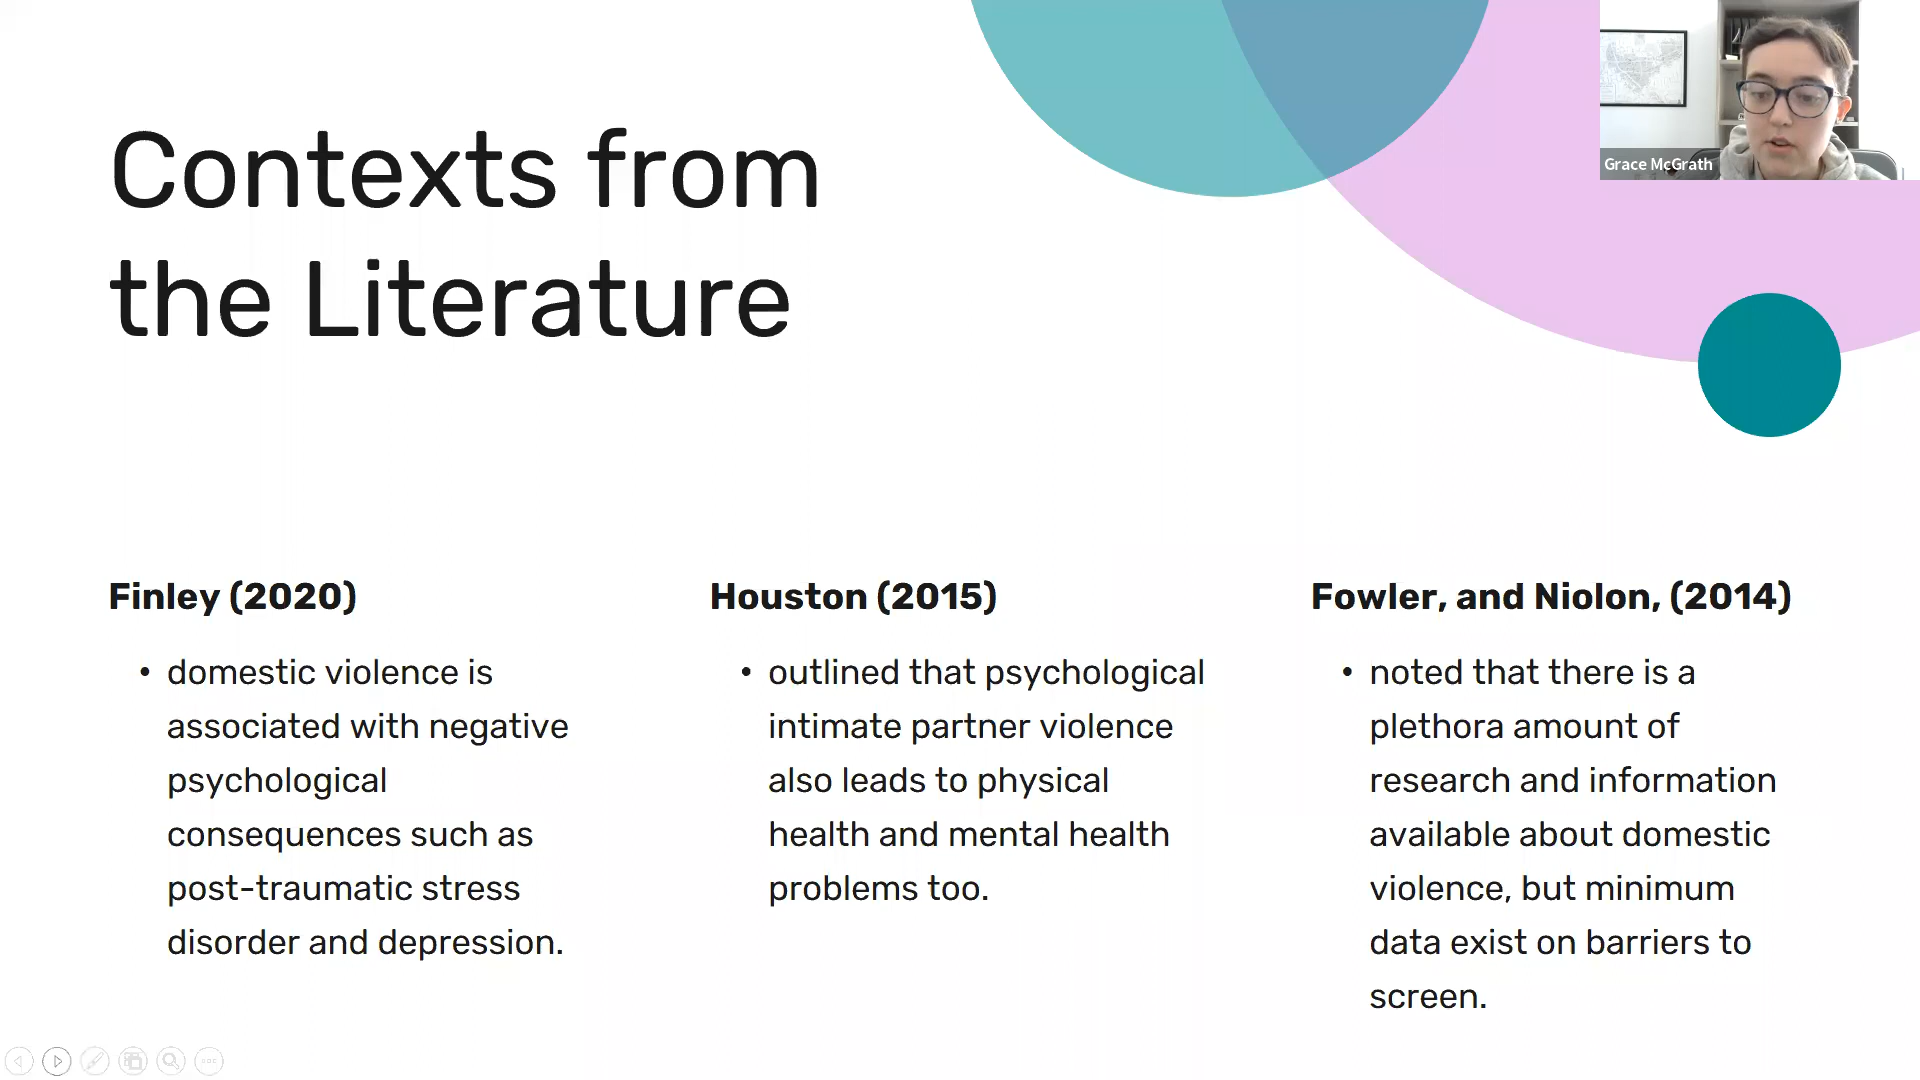 Contexts from
the Literature
Grace McGrath
Finley (2020)
• domestic violence is
associated with negative
psychological
consequences such as
post-traumatic stress
disorder and depression.
Houston (2015)
• outlined that psychological
intimate partner violence
also leads to physical
health and mental health
problems too.
Fowler, and Niolon, (2014)
• noted that there is a
plethora amount of
research and information
available about domestic
violence, but minimum
data exist on barriers to
screen.